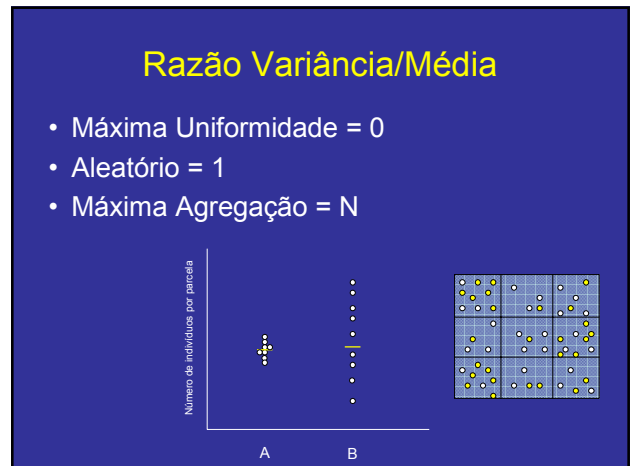 Razão Variância/Média
• Máxima Uniformidade = 0
• Aleatório = 1
• Máxima Agregação = N
Número de indivíduos por parcela
A
B